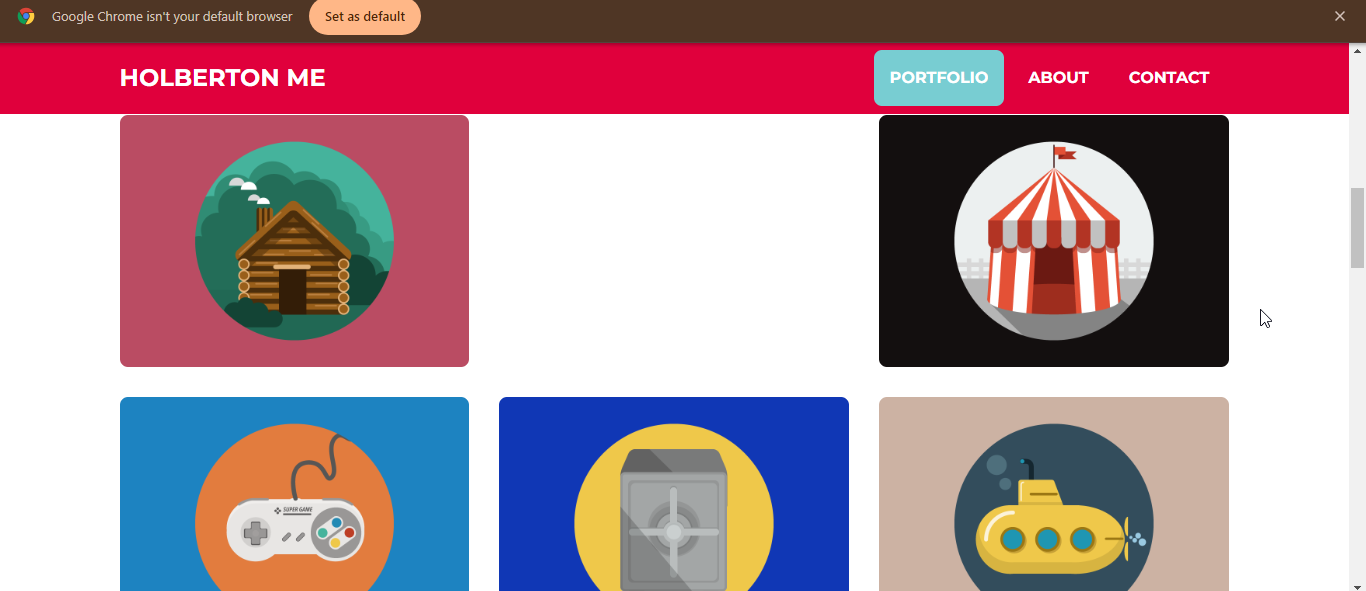 Google Chrome isn't your default browser
Set as default
HOLBERTON ME
PORTFOLIO
ABOUT
CONTACT
SUPER GAME